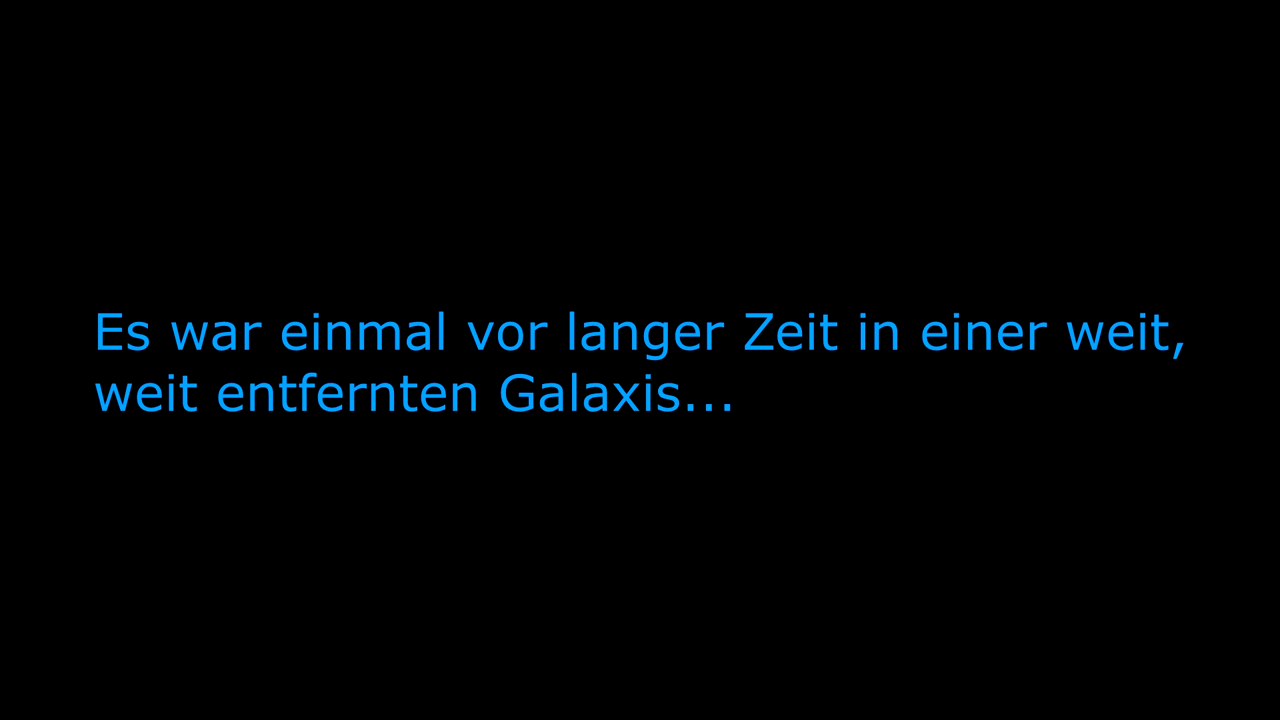 Es war einmal vor langer Zeit in einer weit,
weit entfernten Galaxis...